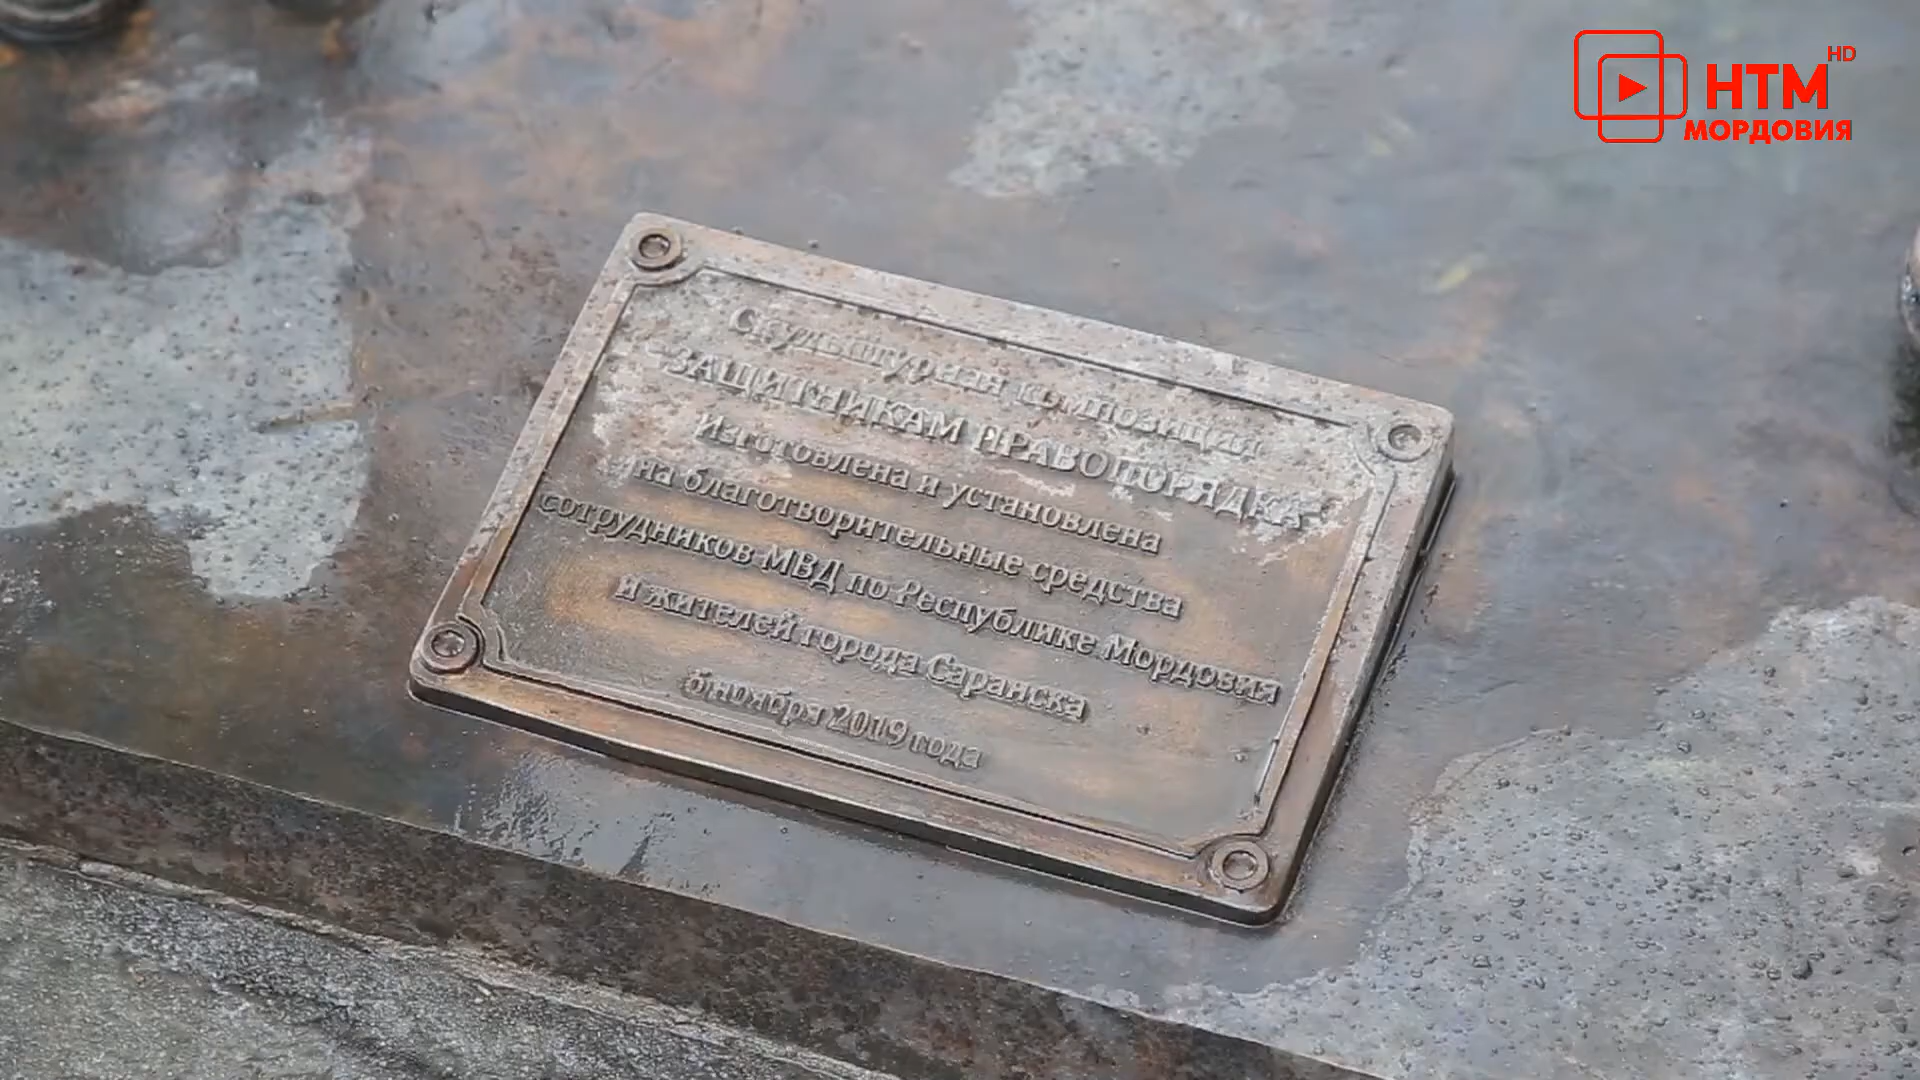 НТМ HD
МОРДОВИЯ
Скульптурная композиция
"ЗАЩИТНИКАМ ПРАВОПОРЯДКА"
Изготовлена и установлена
на благотворительные средства
сотрудников МВД по Республике Мордовия
и жителей города Саранска
6 ноября 2019 года